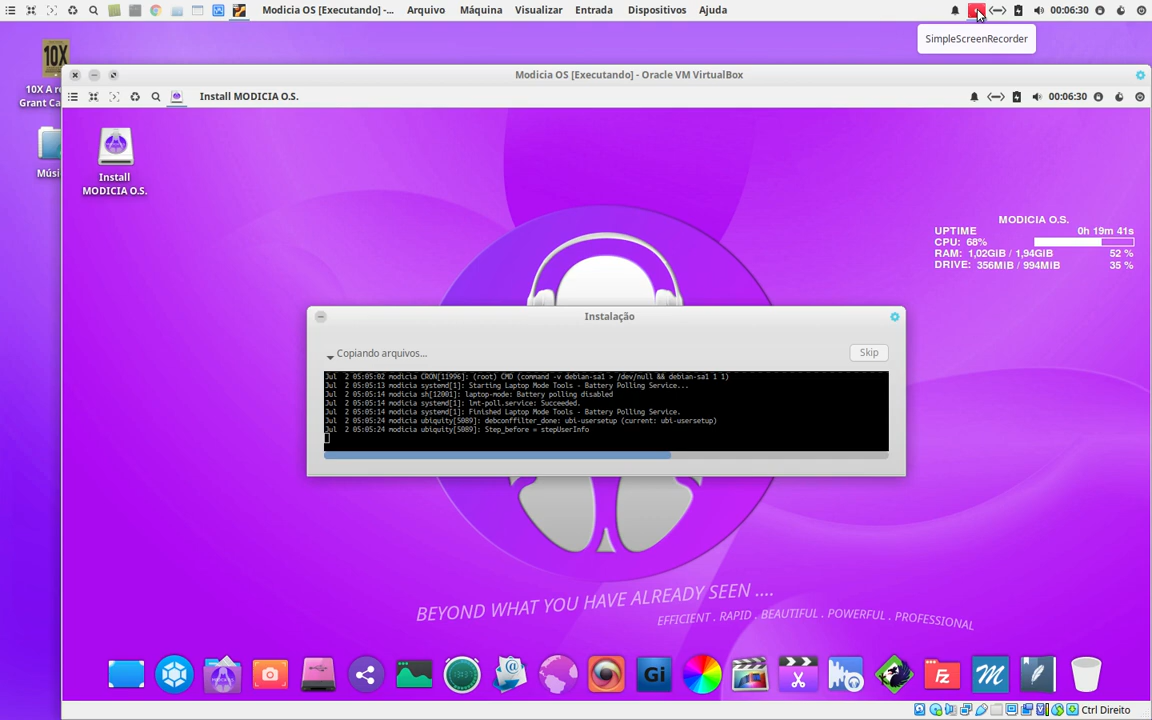 Modicia OS [Executando] -... Arquivo Máquina Visualizar Entrada Dispositivos Ajuda 00:06:30
SimpleScreenRecorder
10X
10X A re
Grant Ca
Músi
Modicia OS [Executando] - Oracle VM VirtualBox
Install MODICIA O.S. 00:06:30
Install
MODICIA O.S.
MODICIA O.S.
UPTIME 0h 19m 41s
CPU: 68%
RAM: 1,02GIB / 1,94GIB 52 %
DRIVE: 356MIB / 994MIB 35 %
Instalação
Copiando arquivos... Skip
Jul 2 05:05:02 modicia CRON[11996]: (root) CMD (command -v debian-sa1 > /dev/null && debian-sa1 1 1)
Jul 2 05:05:13 modicia systemd[1]: Starting Laptop Mode Tools - Battery Polling Service...
Jul 2 05:05:14 modicia sh[12001]: laptop-mode: Battery polling disabled
Jul 2 05:05:14 modicia systemd[1]: lmt-poll.service: Succeeded.
Jul 2 05:05:14 modicia systemd[1]: Finished Laptop Mode Tools - Battery Polling Service.
Jul 2 05:05:24 modicia ubiquity[5089]: debconffilter_done: ubi-usersetup (current: ubi-usersetup)
Jul 2 05:05:24 modicia ubiquity[5089]: Step_before = stepUserInfo
BEYOND WHAT YOU HAVE ALREADY SEEN ....
EFFICIENT . RAPID . BEAUTIFUL . POWERFUL . PROFESSIONAL
Gi
Fz
M
Ctrl Direito